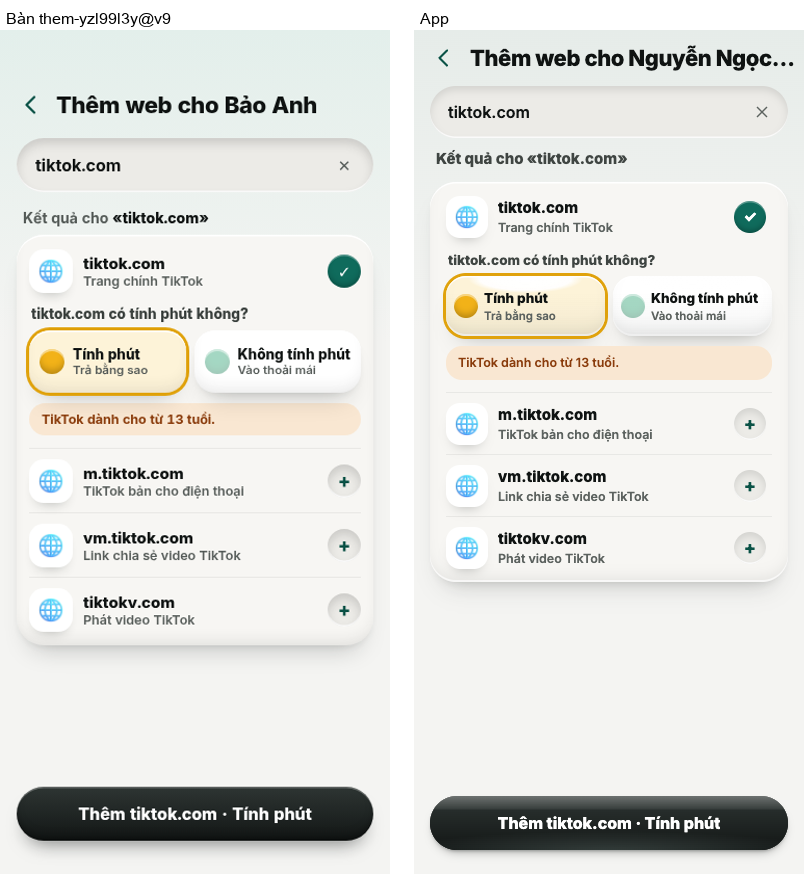 Bản them-yzl99l3y@v9
Thêm web cho Bảo Anh
tiktok.com
Kết quả cho «tiktok.com»
tiktok.com
Trang chính TikTok
tiktok.com có tính phút không?
Tính phút
Trả bằng sao
Không tính phút
Vào thoải mái
TikTok dành cho từ 13 tuổi.
m.tiktok.com
TikTok bản cho điện thoại
vm.tiktok.com
Link chia sẻ video TikTok
tiktokv.com
Phát video TikTok
Thêm tiktok.com · Tính phút
App
Thêm web cho Nguyễn Ngọc...
tiktok.com
Kết quả cho «tiktok.com»
tiktok.com
Trang chính TikTok
tiktok.com có tính phút không?
Tính phút
Trả bằng sao
Không tính phút
Vào thoải mái
TikTok dành cho từ 13 tuổi.
m.tiktok.com
TikTok bản cho điện thoại
vm.tiktok.com
Link chia sẻ video TikTok
tiktokv.com
Phát video TikTok
Thêm tiktok.com · Tính phút